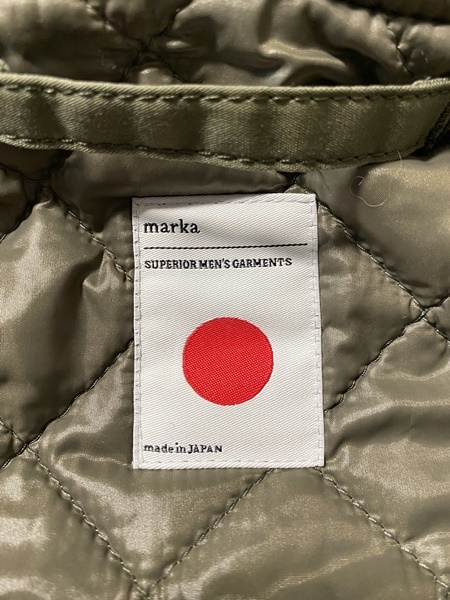 marka
SUPERIOR MEN'S GARMENTS
made in JAPAN